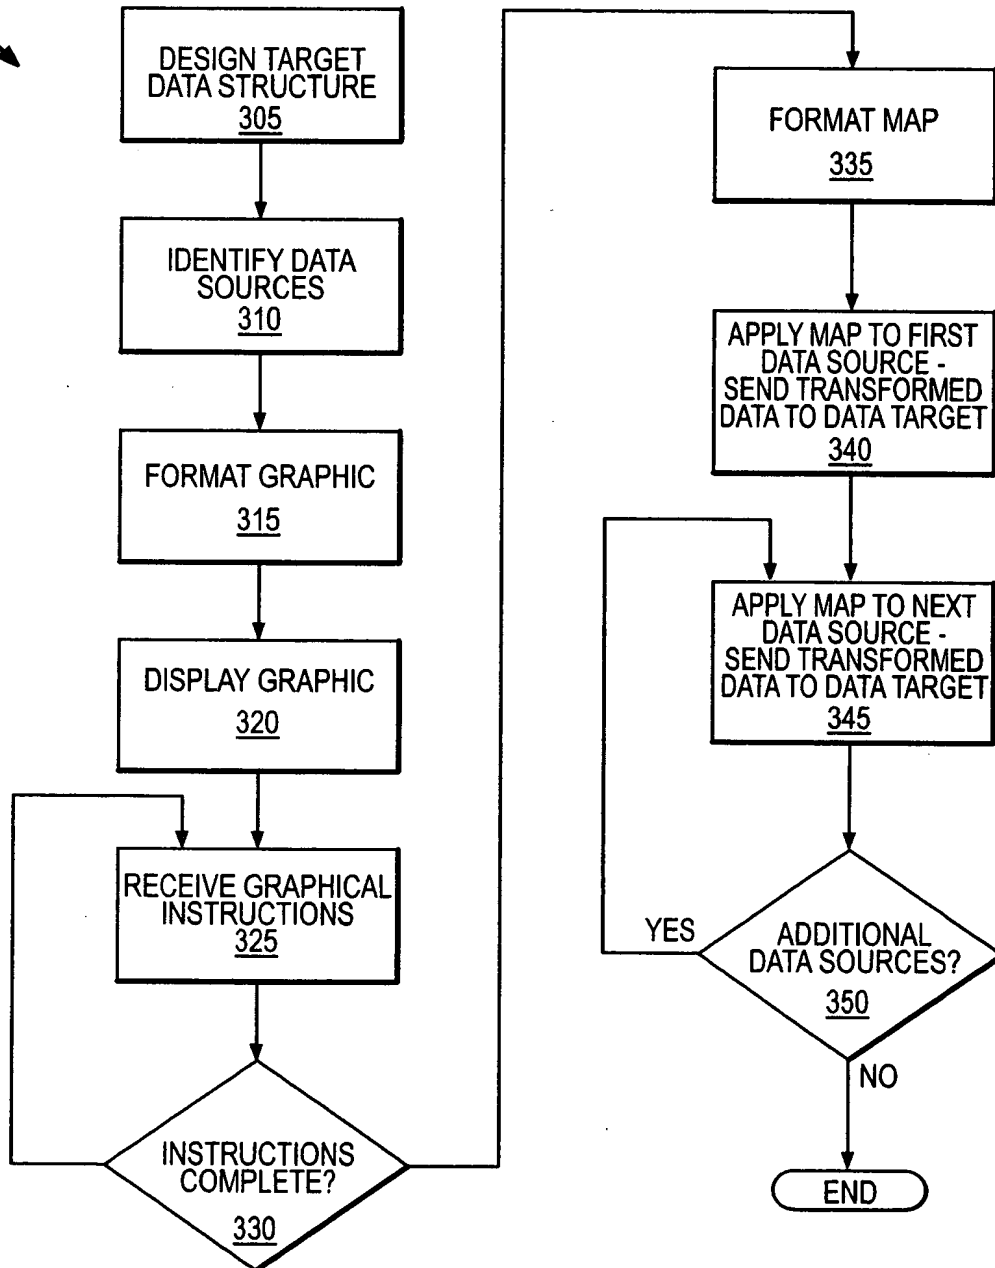 DESIGN TARGET
DATA STRUCTURE
305
IDENTIFY DATA
SOURCES
310
FORMAT GRAPHIC
315
DISPLAY GRAPHIC
320
RECEIVE GRAPHICAL
INSTRUCTIONS
325
INSTRUCTIONS
COMPLETE?
330
FORMAT MAP
335
APPLY MAP TO FIRST
DATA SOURCE -
SEND TRANSFORMED
DATA TO DATA TARGET
340
APPLY MAP TO NEXT
DATA SOURCE -
SEND TRANSFORMED
DATA TO DATA TARGET
345
YES
ADDITIONAL
DATA SOURCES?
350
NO
END